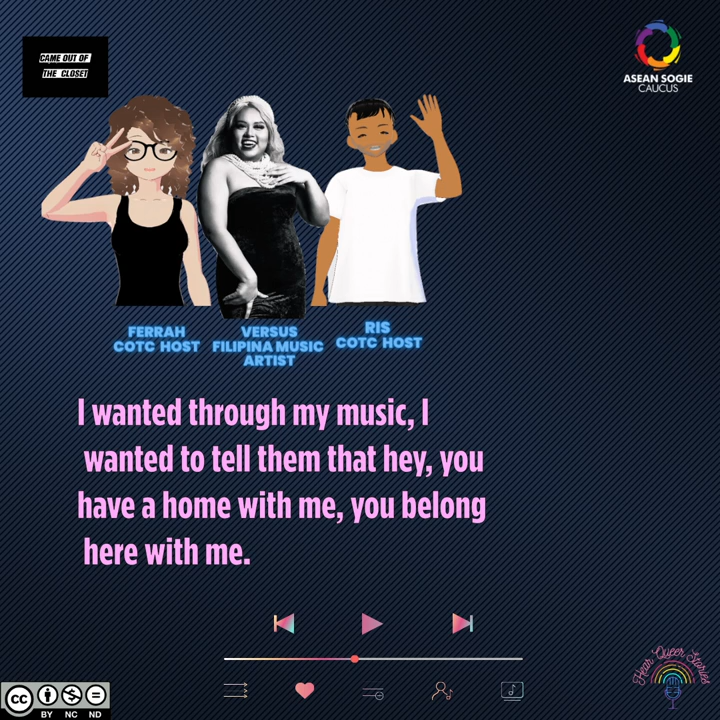 CAME OUT OF
THE CLOSET
ASEAN SOGIE
CAUCUS
FERRAH
COTC HOST
VERSUS
FILIPINA MUSIC
ARTIST
RIS
COTC HOST
I wanted through my music, I
wanted to tell them that hey, you
have a home with me, you belong
here with me.
Hear Queer Stories
CC
BY NC ND